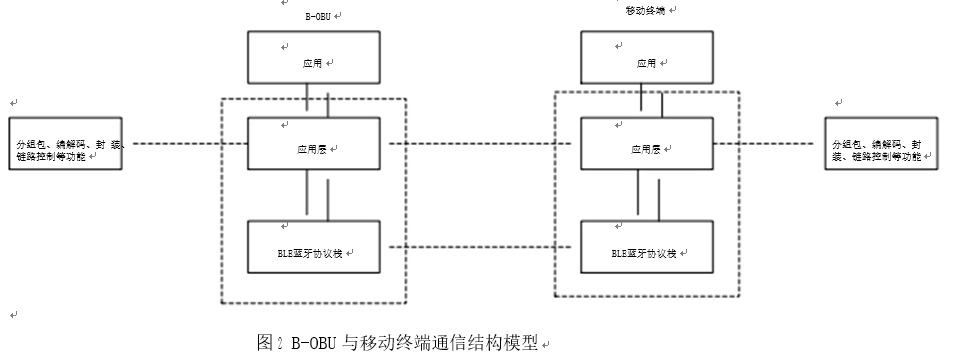 B-OBU
移动终端
应用
应用
分组包、编解码、封 装、
链路控制等功能
应用层
应用层
分组包、编解码、封
装、链路控制等功能
BLE蓝牙协议栈
BLE蓝牙协议栈
图 2 B-OBU 与移动终端通信结构模型